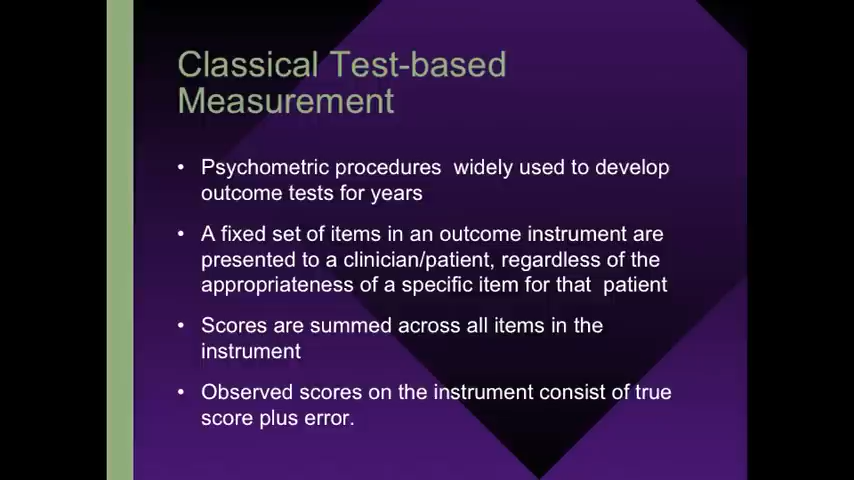 Classical Test-based
Measurement
• Psychometric procedures widely used to develop
outcome tests for years
• A fixed set of items in an outcome instrument are
presented to a clinician/patient, regardless of the
appropriateness of a specific item for that patient
• Scores are summed across all items in the
instrument
• Observed scores on the instrument consist of true
score plus error.